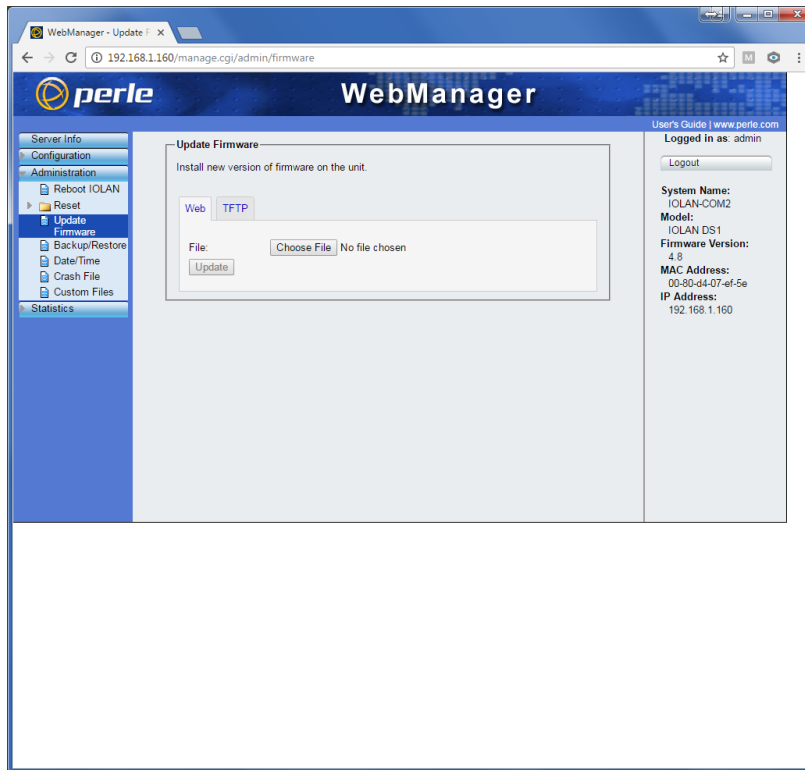 WebManager - Update F
192.168.1.160/manage.cgi/admin/firmware
perle
WebManager
User's Guide | www.perle.com
Server Info
Configuration
Administration
Reboot IOLAN
Reset
Update
Firmware
Backup/Restore
Date/Time
Crash File
Custom Files
Statistics
Update Firmware
Install new version of firmware on the unit.
Web TFTP
File: Choose File No file chosen
Update
Logged in as: admin
Logout
System Name:
IOLAN-COM2
Model:
IOLAN DS1
Firmware Version:
4.8
MAC Address:
00-80-d4-07-ef-5e
IP Address:
192.168.1.160